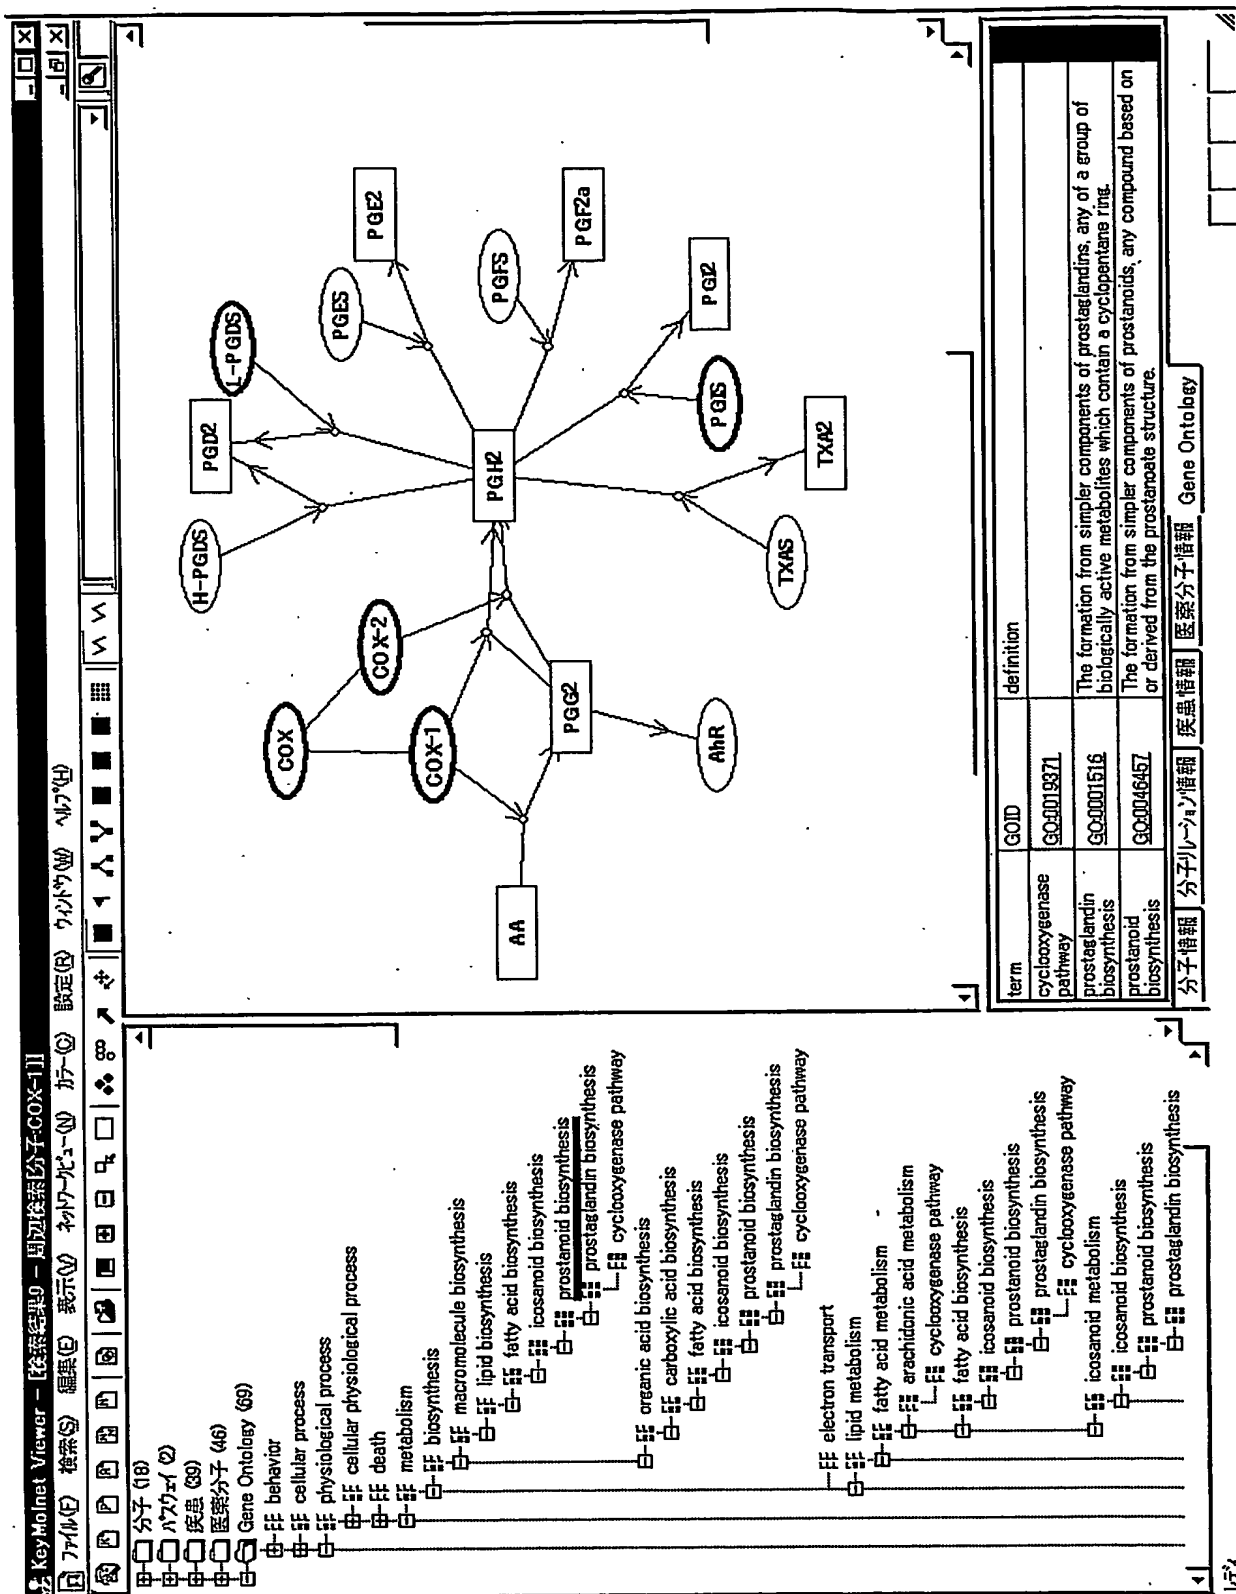 KeyMolnet Viewer - [検索結果9 - 周辺検索(分子:COX-1)]
ファイル(F) 検索(S) 編集(E) 表示(V) ネットワークビュー(N) カラー(C) 設定(R) ウィンドウ(W) ヘルプ(H)
分子 (18)
パスウェイ (2)
疾患 (39)
医薬分子 (46)
Gene Ontology (69)
behavior
cellular process
physiological process
cellular physiological process
death
metabolism
biosynthesis
macromolecule biosynthesis
lipid biosynthesis
fatty acid biosynthesis
icosanoid biosynthesis
prostanoid biosynthesis
prostaglandin biosynthesis
cyclooxygenase pathway
organic acid biosynthesis
carboxylic acid biosynthesis
fatty acid biosynthesis
icosanoid biosynthesis
prostanoid biosynthesis
prostaglandin biosynthesis
cyclooxygenase pathway
electron transport
lipid metabolism
fatty acid metabolism
arachidonic acid metabolism
cyclooxygenase pathway
fatty acid biosynthesis
icosanoid biosynthesis
prostanoid biosynthesis
prostaglandin biosynthesis
cyclooxygenase pathway
icosanoid metabolism
icosanoid biosynthesis
prostanoid biosynthesis
prostaglandin biosynthesis
H-PGDS
PGD2
L-PGDS
PGES
PGE2
COX
COX-2
COX-1
PGH2
PGFS
PGF2a
AA
PGG2
AhR
TXAS
TXA2
PGIS
PGI2
term GOID definition
cyclooxygenase pathway GO:0019371
prostaglandin biosynthesis GO:0001516 The formation from simpler components of prostaglandins, any of a group of
biologically active metabolites which contain a cyclopentane ring.
prostanoid biosynthesis GO:0046457 The formation from simpler components of prostanoids, any compound based on
or derived from the prostanoate structure.
分子情報 分子リレーション情報 疾患情報 医薬分子情報 Gene Ontology
レディ